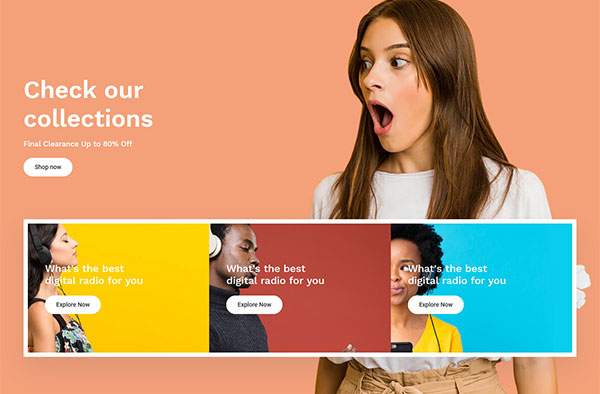 Check our
collections
Final Clearance Up to 80% Off
Shop now
What's the best
digital radio for you
Explore Now
What's the best
digital radio for you
Explore Now
What's the best
digital radio for you
Explore Now